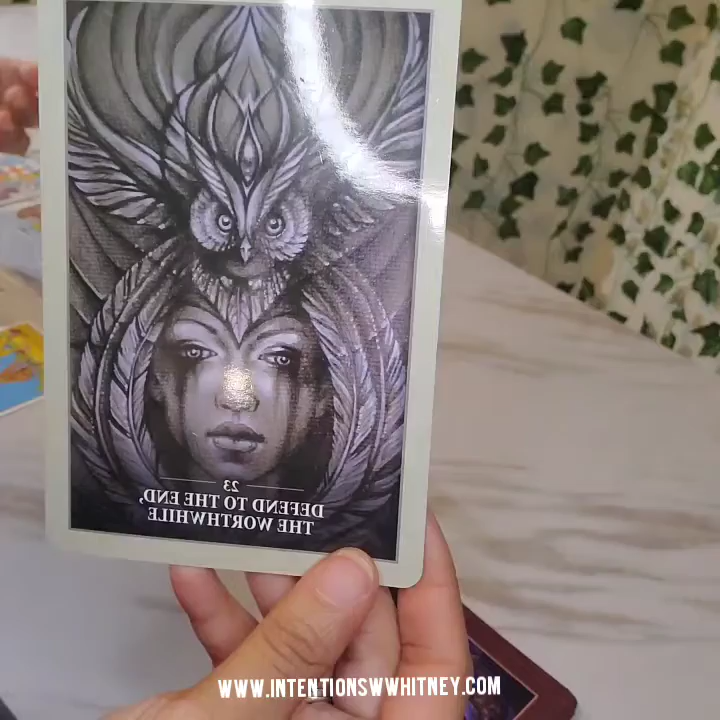 23
DEFEND TO THE END,
THE WORTHWHILE
WWW.INTENTIONSWWHITNEY.COM